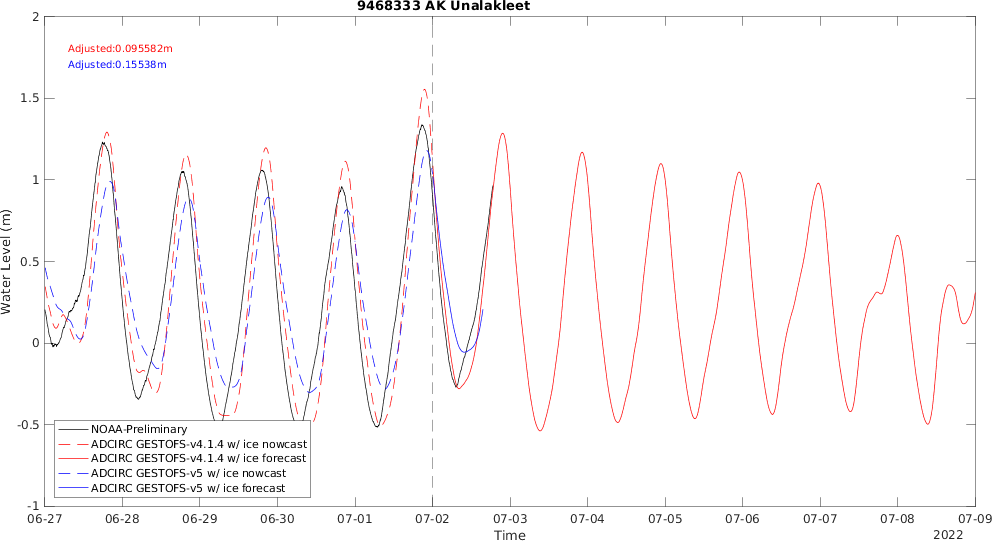 9468333 AK Unalakleet
2
Adjusted:0.095582m
Adjusted:0.15538m
1.5
1
0.5
0
-0.5
-1
Water Level (m)
NOAA-Preliminary
ADCIRC GESTOFS-v4.1.4 w/ ice nowcast
ADCIRC GESTOFS-v4.1.4 w/ ice forecast
ADCIRC GESTOFS-v5 w/ ice nowcast
ADCIRC GESTOFS-v5 w/ ice forecast
06-27 06-28 06-29 06-30 07-01 07-02 07-03 07-04 07-05 07-06 07-07 07-08 07-09
Time
2022